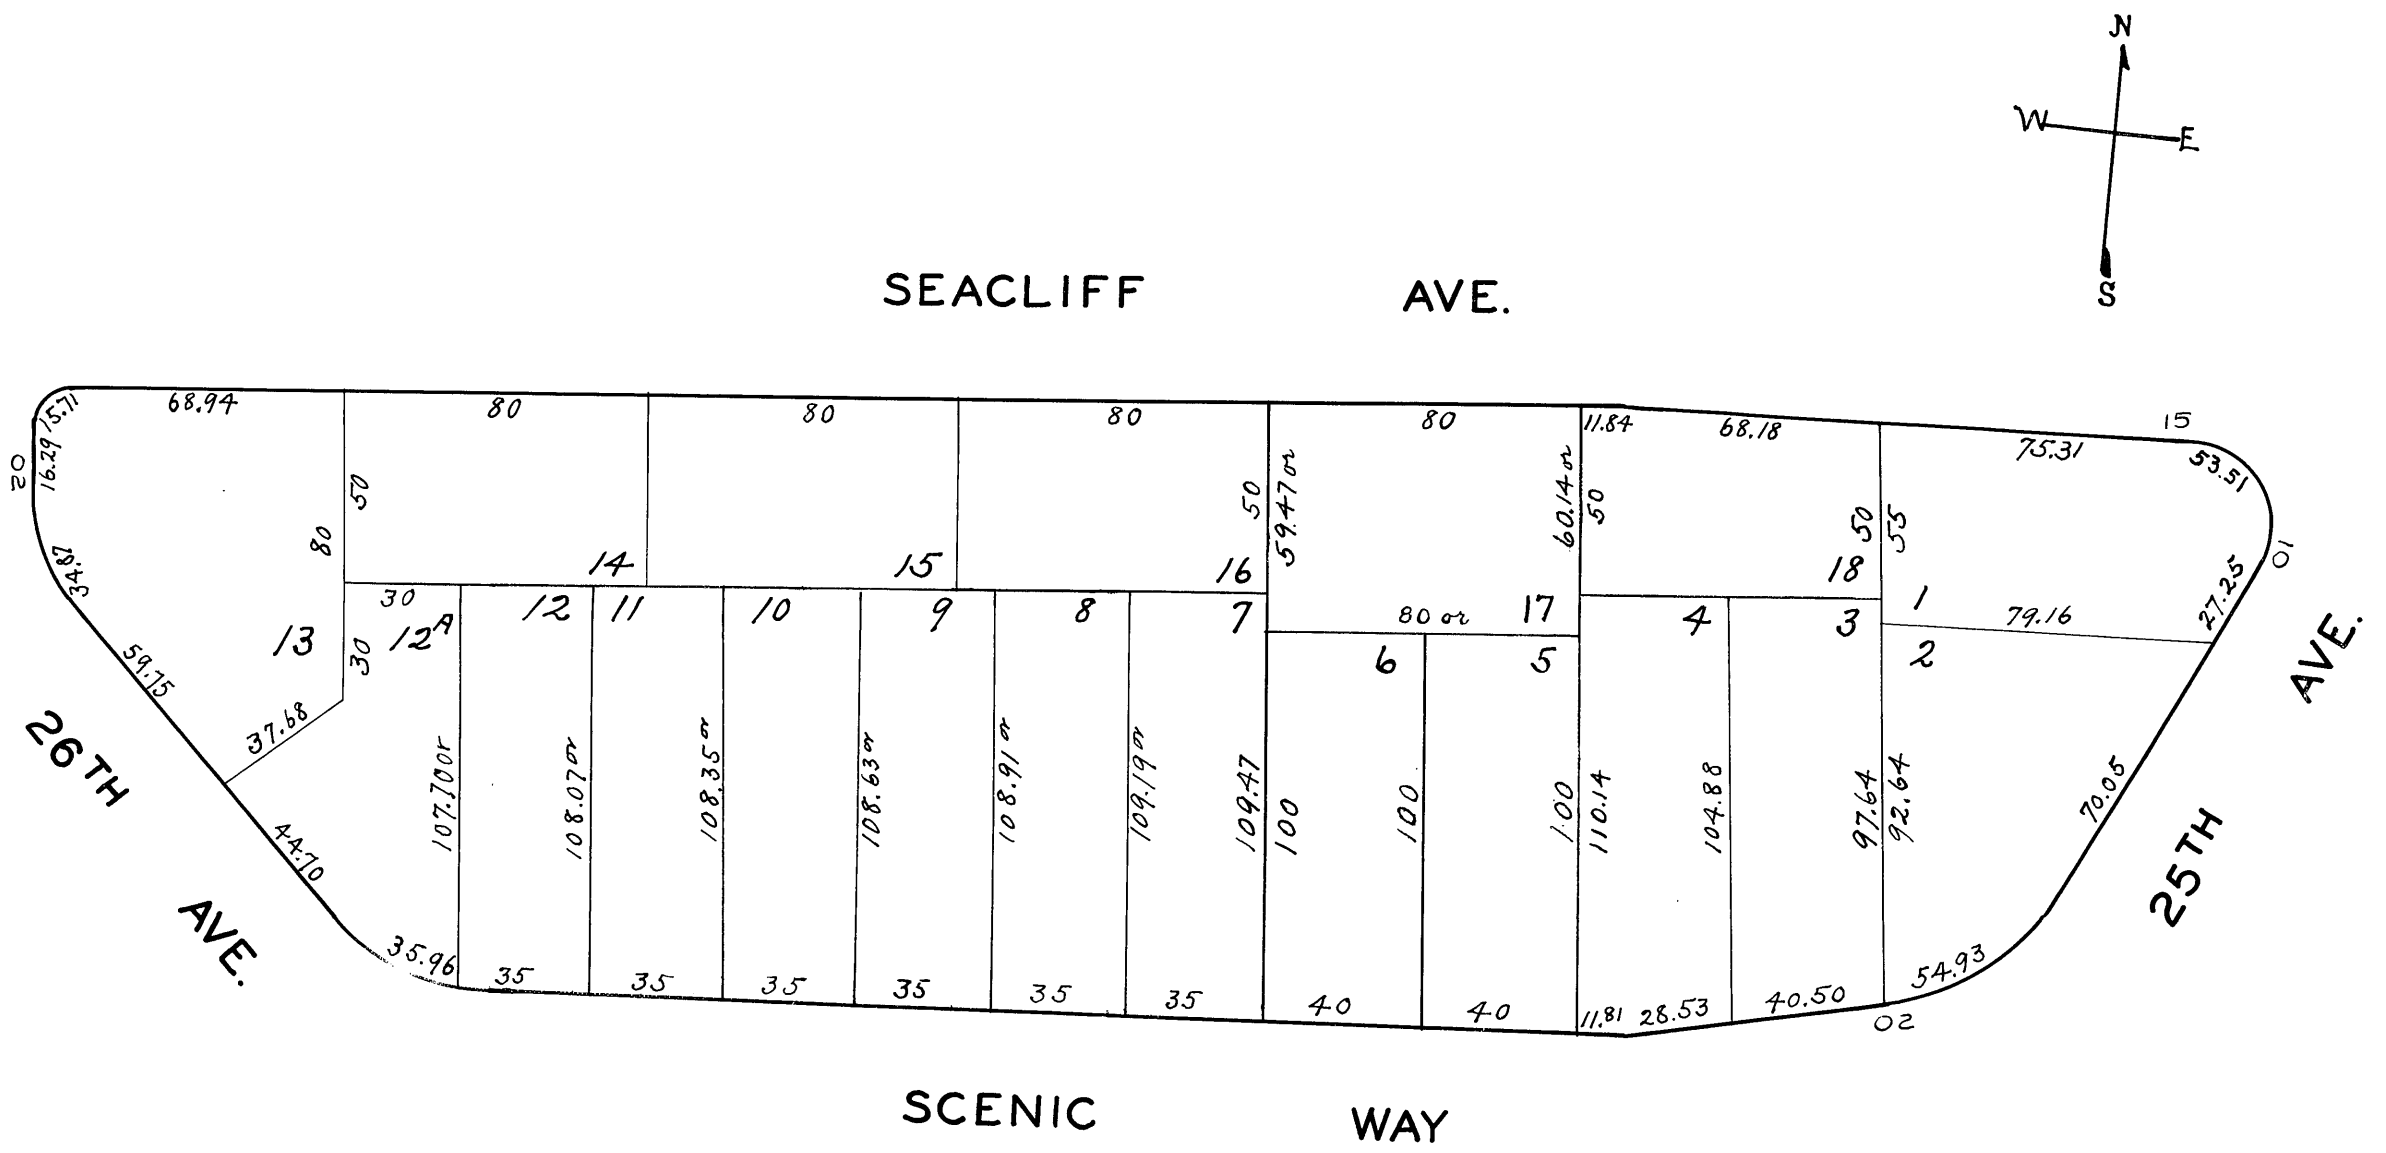 N
W E
S
SEACLIFF AVE.
15.71 68.94 80 80 80 80 11.84 68.18 75.31 15
53.51
20 16.29 50 50 59.47 or 60.14 or 50 50 55
80
34.87 10
14 15 16 18
30 12 11 10 9 8 7 80 or 17 4 3 1 79.16 27.25
13 12A 30 6 5 2
59.75
37.68
26TH AVE.
25TH AVE.
107.70 or 108.07 or 108.35 or 108.63 or 108.91 or 109.19 or 109.47 100 100 100 110.14 104.88 97.64 92.64 70.05
44.70
35.96 35 35 35 35 35 35 40 40 11.81 28.53 40.50 54.93
20
SCENIC WAY